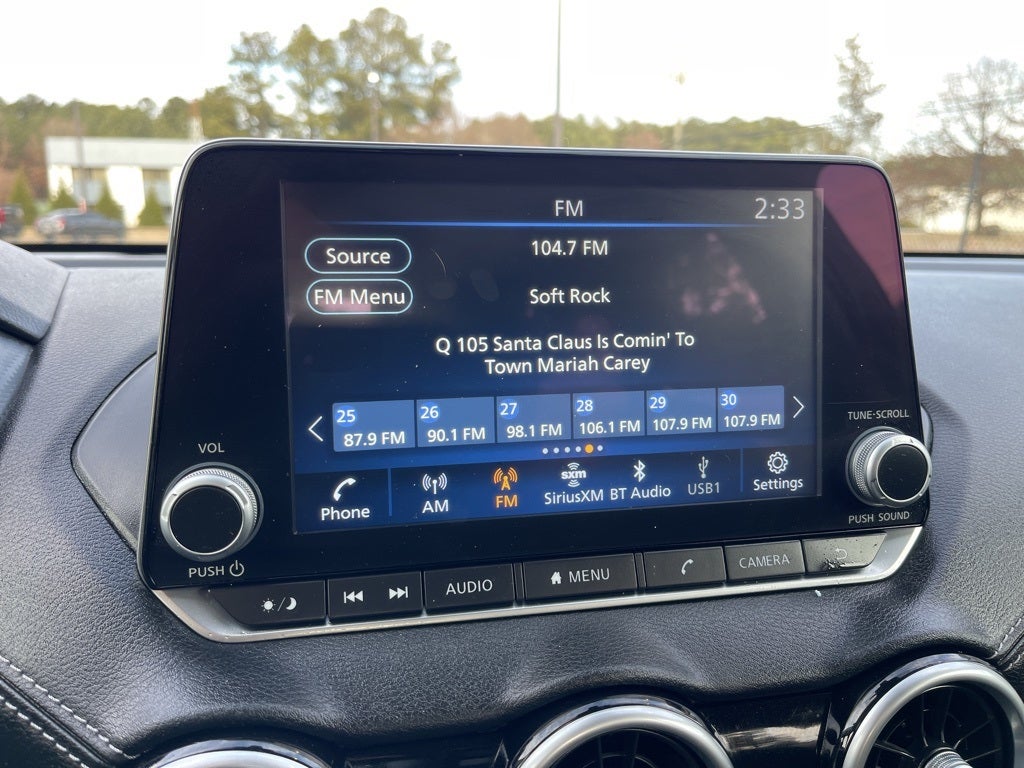 FM
2:33
Source
104.7 FM
FM Menu
Soft Rock
Q 105 Santa Claus Is Comin' To
Town Mariah Carey
25 26 27 28 29 30
87.9 FM 90.1 FM 98.1 FM 106.1 FM 107.9 FM 107.9 FM
VOL
TUNE·SCROLL
sxm
Phone AM FM SiriusXM BT Audio USB1 Settings
PUSH
PUSH SOUND
AUDIO MENU CAMERA